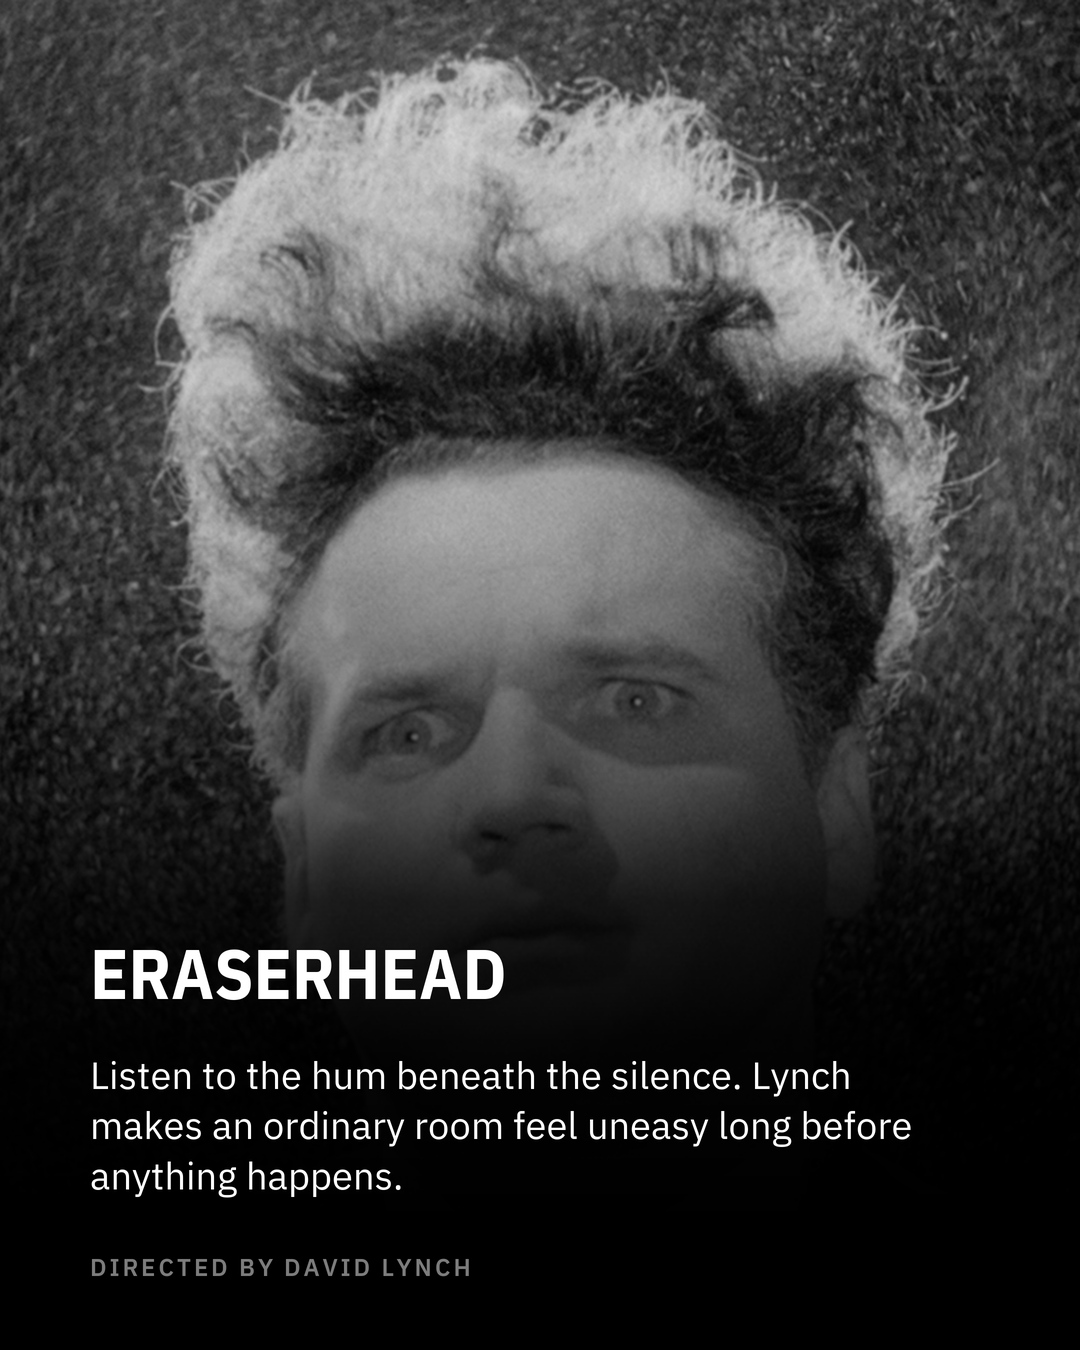 ERASERHEAD
Listen to the hum beneath the silence. Lynch
makes an ordinary room feel uneasy long before
anything happens.
DIRECTED BY DAVID LYNCH